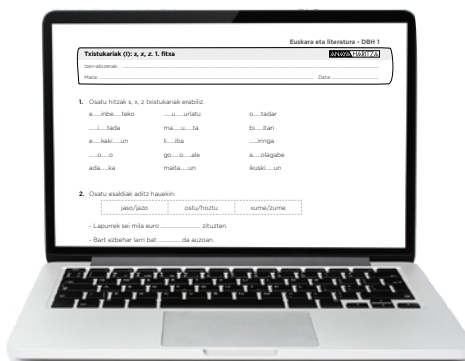 Euskara eta literatura - DBH 1
Txistukariak (I): s, x, z. 1. fitxa
ANAYA HARITZA
Izen-abizenak:
Maila: Data:
1. Osatu hitzak s, x, z txistukariak erabiliz.
e.....inbe.....teko .....u.....urlatu o.....tadar
.....i.....tada ma.....u.....ta bi.....itari
e.....kaki.....un li.....iba .....iringa
.....o.....o go.....o.....ale a.....olagabe
ada.....ka maita.....un ikuski.....un
2. Osatu esaldiak aditz hauekin:
jaso/jazo ostu/hoztu xume/zume
- Lapurrek sei mila euro .................. zituzten.
- Bart ezbehar larri bat ........... da auzoan.